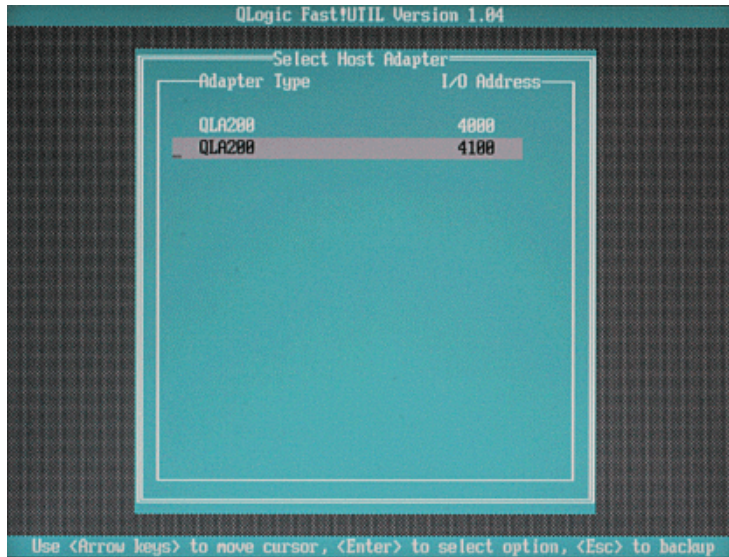 QLogic Fast!UTIL Version 1.04
Select Host Adapter
Adapter Type I/O Address
QLA200 4000
QLA200 4100
Use <Arrow keys> to move cursor, <Enter> to select option, <Esc> to backup